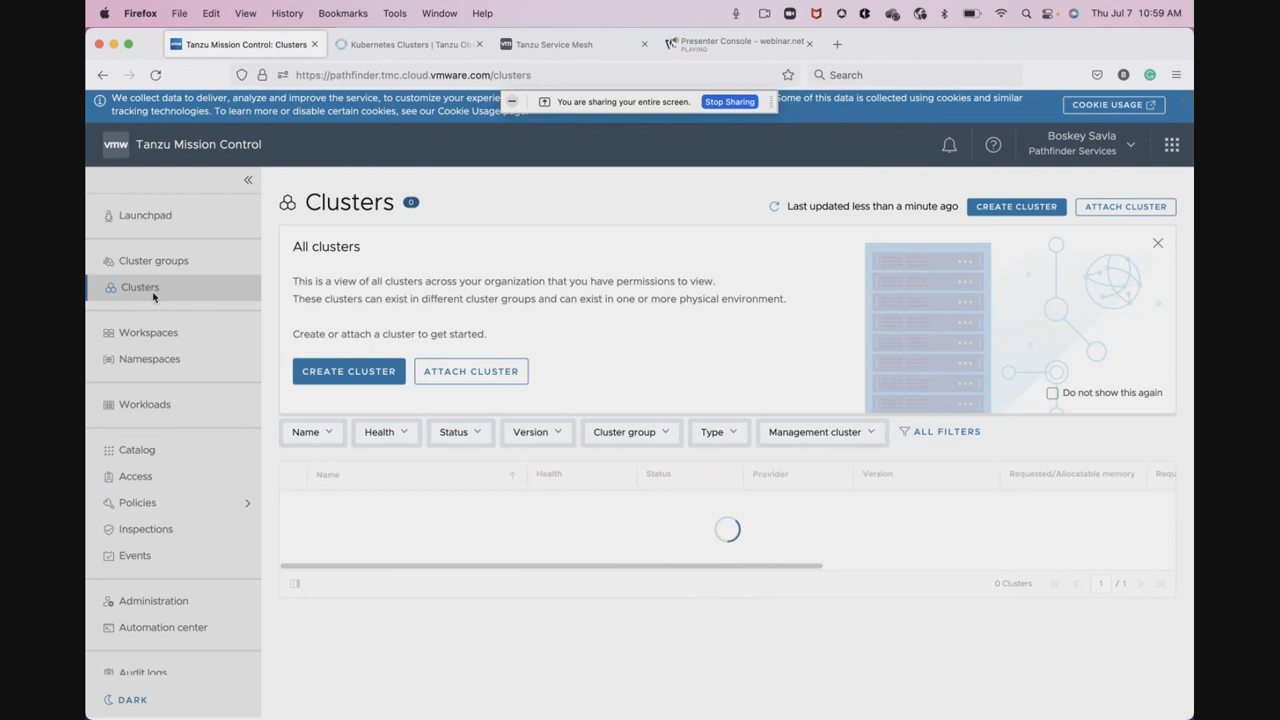 Firefox File Edit View History Bookmarks Tools Window Help Thu Jul 7 10:59 AM
Tanzu Mission Control: Clusters
Kubernetes Clusters | Tanzu Ob
Tanzu Service Mesh
Presenter Console - webinar.net
PLAYING
https://pathfinder.tmc.cloud.vmware.com/clusters
Search
We collect data to deliver, analyze and improve the service, to customize your experie
ome of this data is collected using cookies and similar
tracking technologies. To learn more or disable certain cookies, see our Cookie Usage page.
COOKIE USAGE
You are sharing your entire screen. Stop Sharing
vmw Tanzu Mission Control
Boskey Savla
Pathfinder Services
Launchpad
Cluster groups
Clusters
Workspaces
Namespaces
Workloads
Catalog
Access
Policies
Inspections
Events
Administration
Automation center
Audit logs
DARK
Clusters 0
Last updated less than a minute ago CREATE CLUSTER ATTACH CLUSTER
All clusters
This is a view of all clusters across your organization that you have permissions to view.
These clusters can exist in different cluster groups and can exist in one or more physical environment.
Create or attach a cluster to get started.
CREATE CLUSTER ATTACH CLUSTER
Do not show this again
Name Health Status Version Cluster group Type Management cluster ALL FILTERS
Name Health Status Provider Version Requested/Allocatable memory Requ
0 Clusters 1 / 1